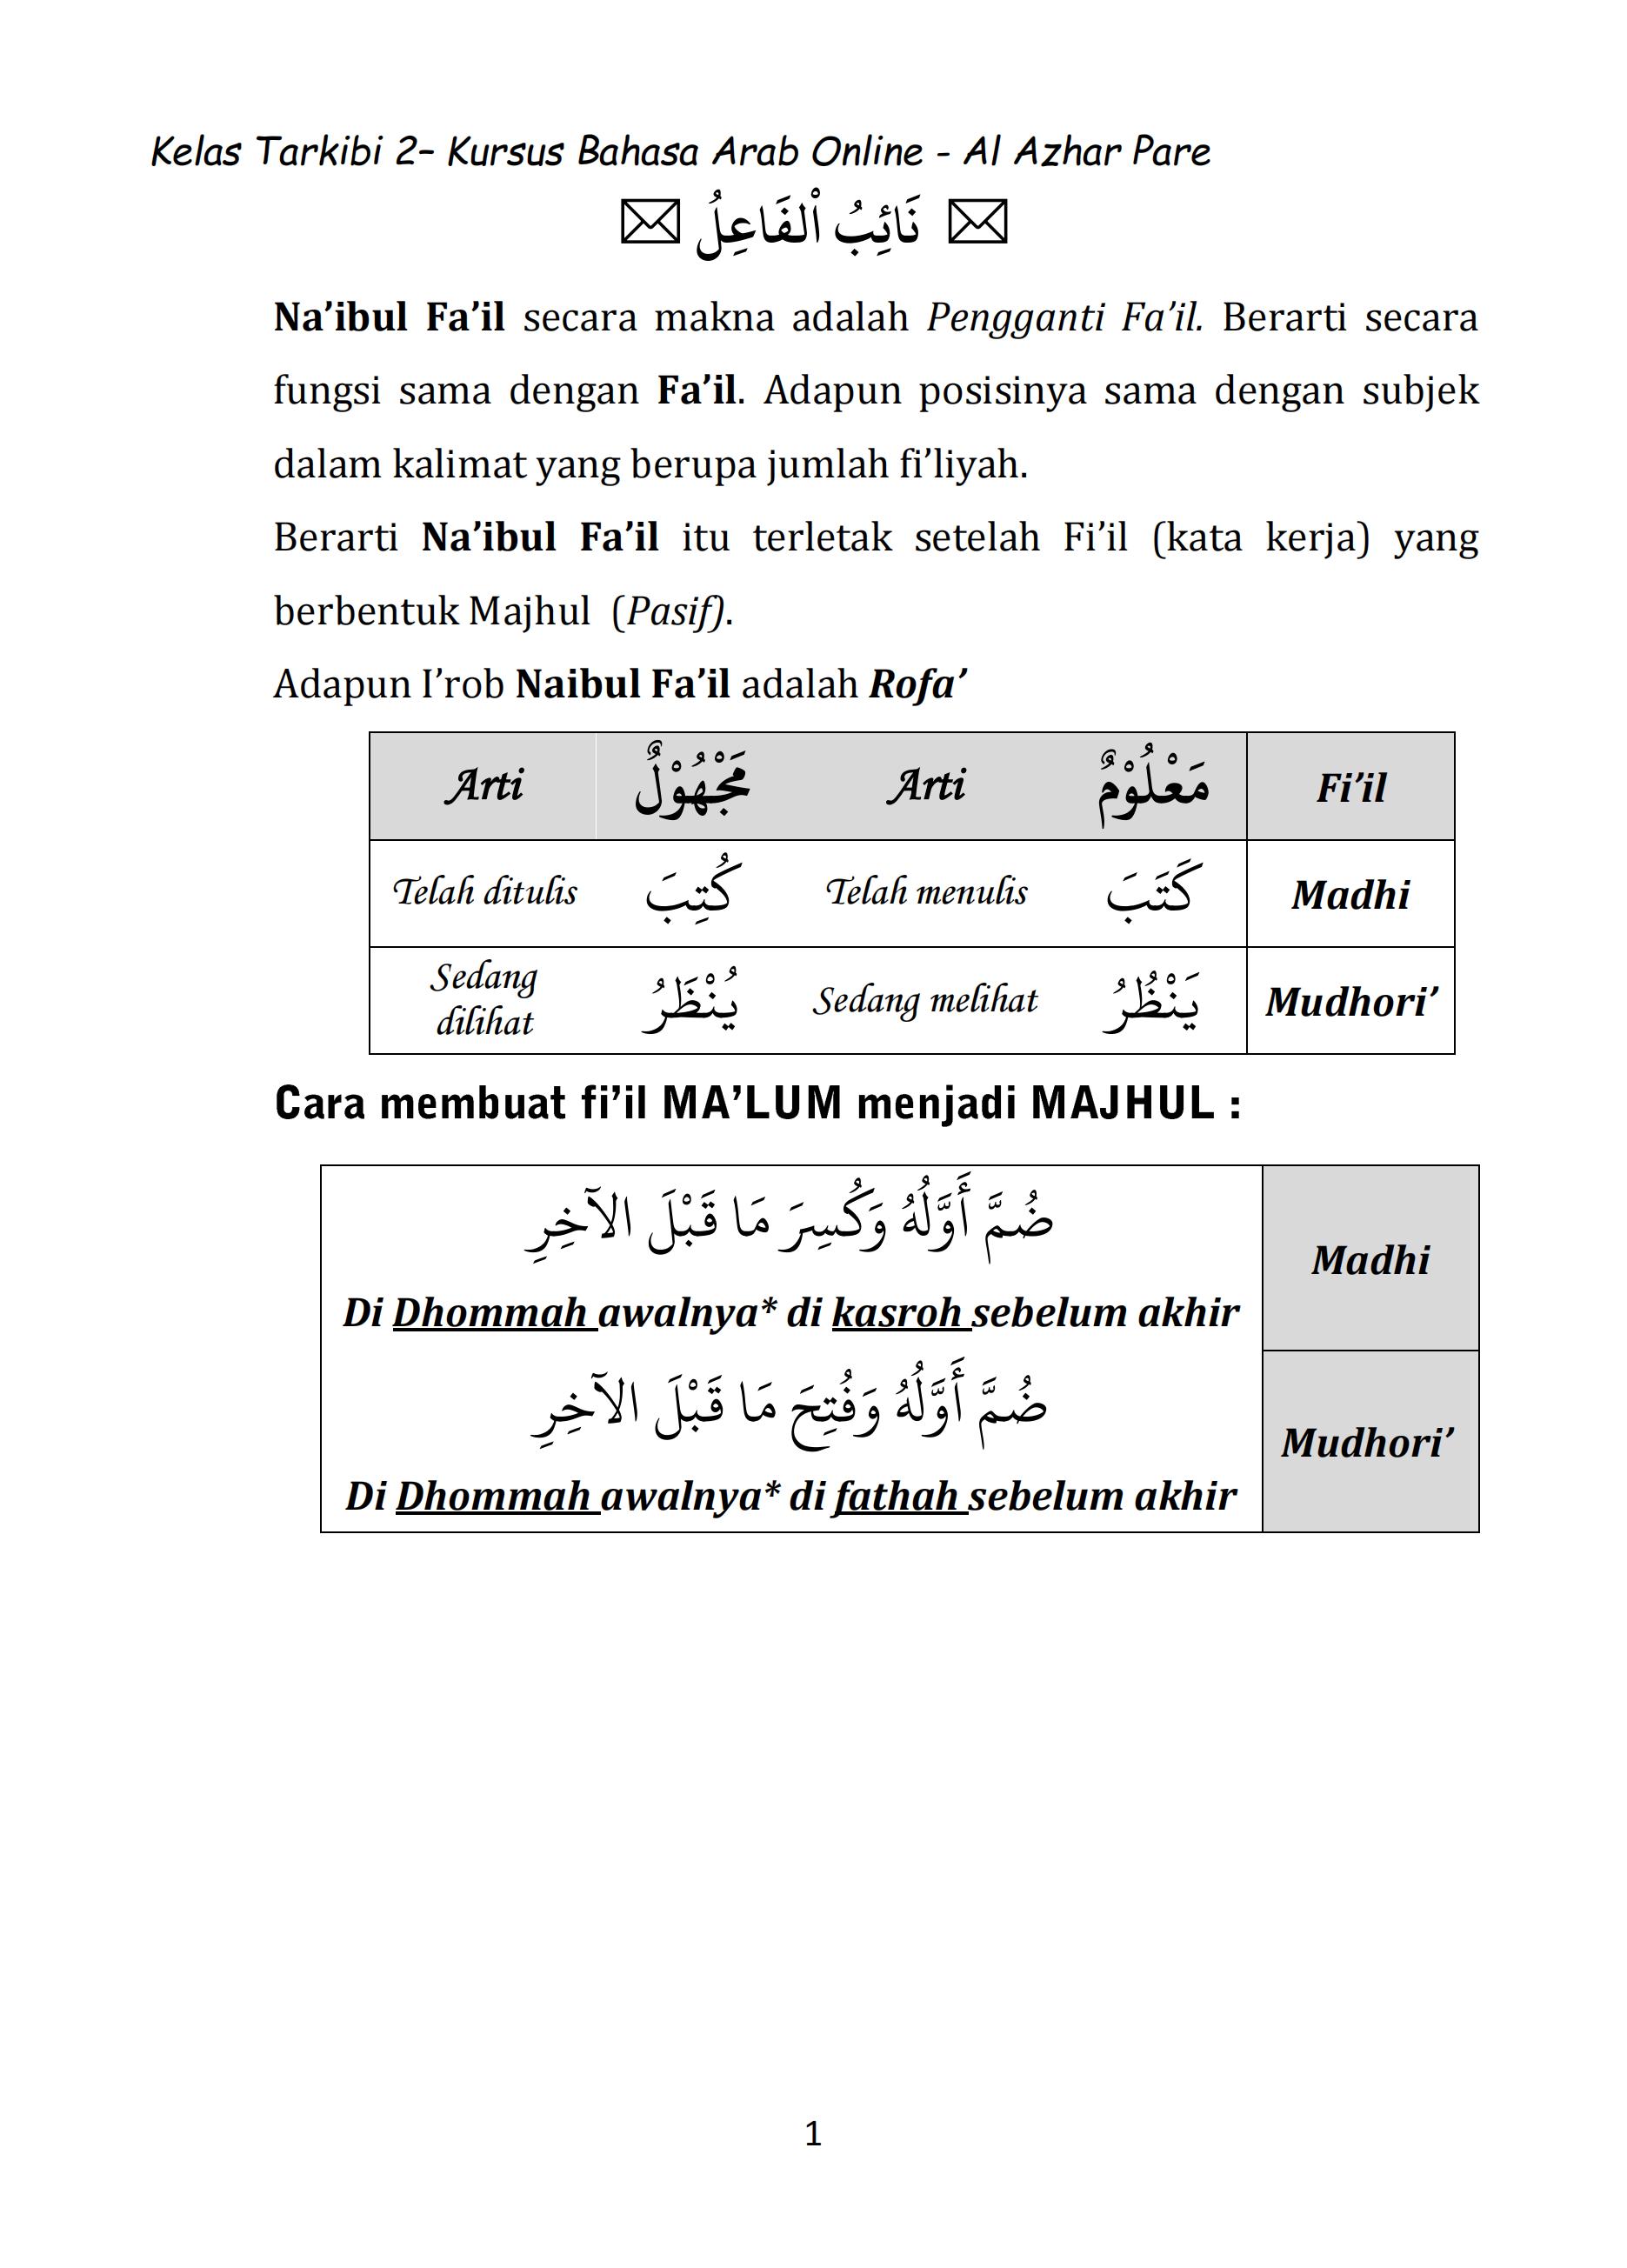 Kelas Tarkibi 2– Kursus Bahasa Arab Online - Al Azhar Pare
نَائِبُ اْلفَاعِلُ
Na’ibul Fa’il secara makna adalah Pengganti Fa’il. Berarti secara
fungsi sama dengan Fa’il. Adapun posisinya sama dengan subjek
dalam kalimat yang berupa jumlah fi’liyah.
Berarti Na’ibul Fa’il itu terletak setelah Fi’il (kata kerja) yang
berbentuk Majhul (Pasif).
Adapun I’rob Naibul Fa’il adalah Rofa’
Arti مَجْهُوْلٌ Arti مَعْلُوْمٌ Fi’il
Telah ditulis كُتِبَ Telah menulis كَتَبَ Madhi
Sedang
dilihat يُنْظَرُ Sedang melihat يَنْظُرُ Mudhori’
Cara membuat fi’il MA’LUM menjadi MAJHUL :
ضُمَّ أَوَّلُهُ وَكُسِرَ مَا قَبْلَ الآخِرِ
Madhi
Di Dhommah awalnya* di kasroh sebelum akhir
ضُمَّ أَوَّلُهُ وَفُتِحَ مَا قَبْلَ الآخِرِ
Mudhori’
Di Dhommah awalnya* di fathah sebelum akhir
1